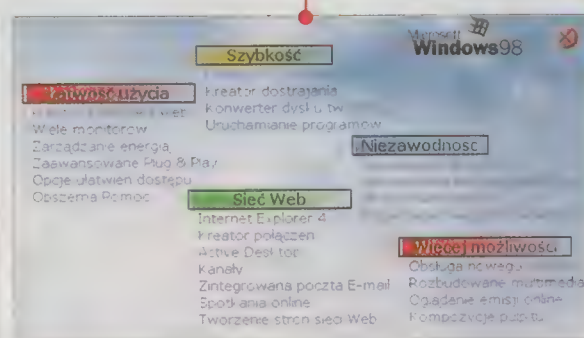 Microsoft
Windows98
Szybkość
Kreator dostrajania
Konwerter dysku tw
Uruchamianie programów
Łatwość użycia
Wiele monitorów
Zarządzanie energią
Zaawansowane Plug & Play
Opcje ułatwień dostępu
Obszerna Pomoc
Niezawodność
Sieć Web
Internet Explorer 4
Kreator połączeń
Active Desktop
Kanały
Zintegrowana poczta E-mail
Spotkania online
Tworzenie stron sieci Web
Więcej możliwości
Obsługa nowego
Rozbudowane multimedia
Oglądanie emisji online
Kompozycje pulpitu